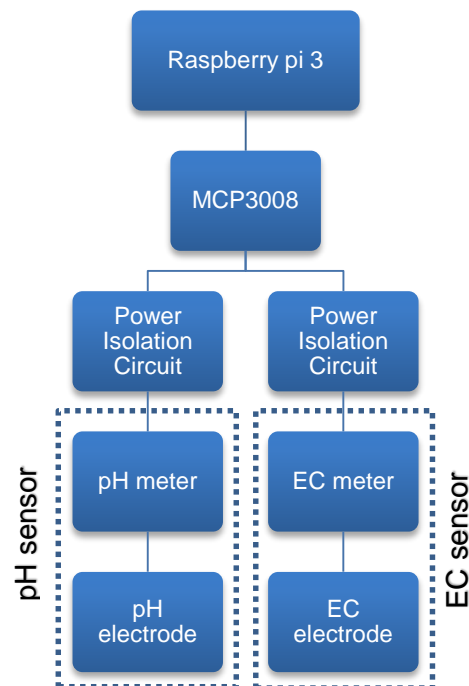 Raspberry pi 3
MCP3008
Power
Isolation
Circuit
Power
Isolation
Circuit
pH sensor
pH meter
EC meter
EC sensor
pH
electrode
EC
electrode